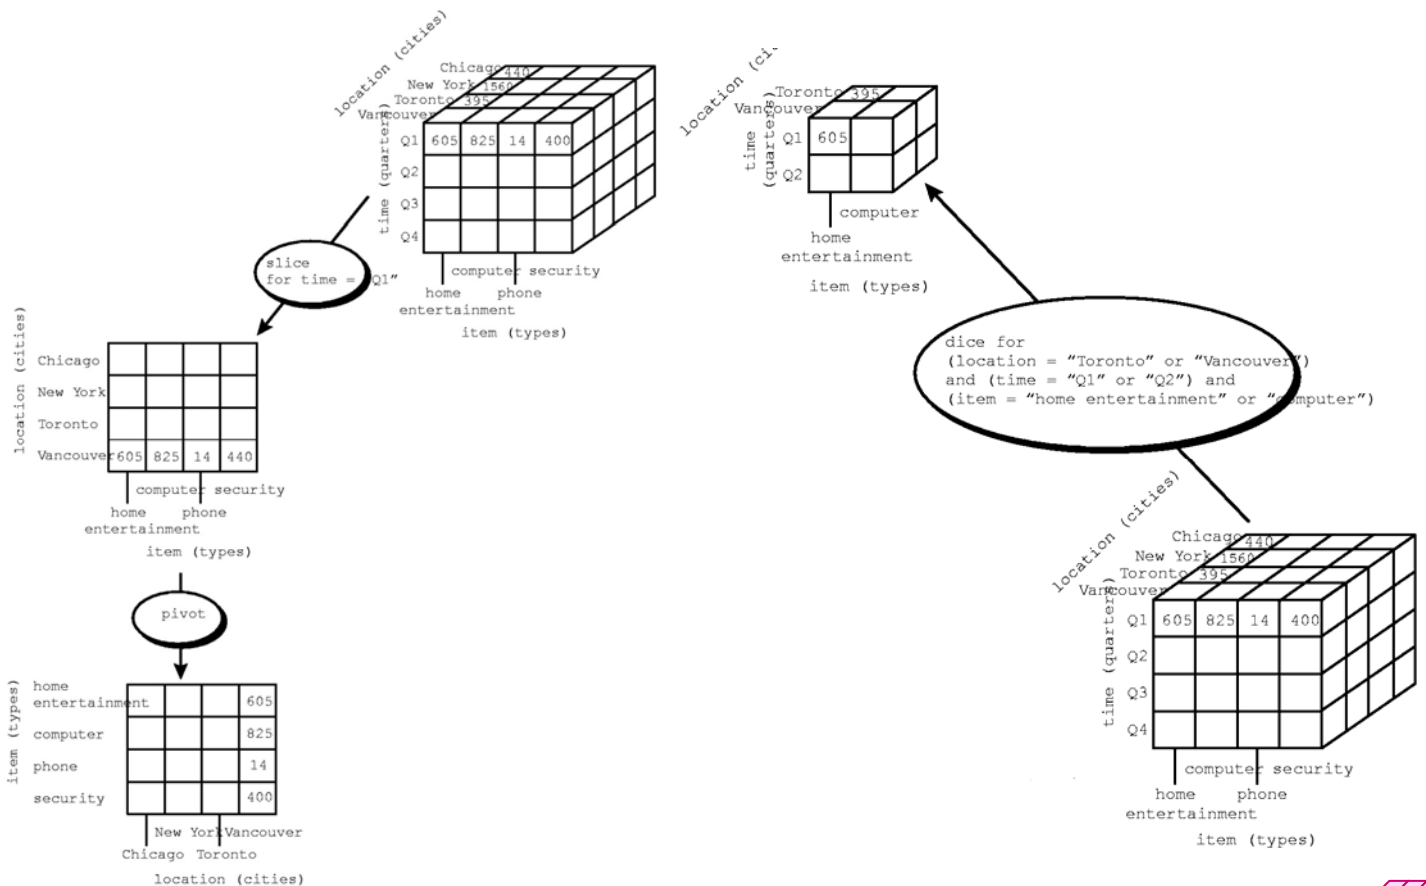 location (cities)
Chicago 440
New York 1560
Toronto 395
Vancouver
time (quarters)
Q1 605 825 14 400
Q2
Q3
Q4
computer security
home phone
entertainment
item (types)
slice
for time = "Q1"
location (cities)
Chicago
New York
Toronto
Vancouver 605 825 14 440
computer security
home phone
entertainment
item (types)
pivot
item (types)
home
entertainment 605
computer 825
phone 14
security 400
New York Vancouver
Chicago Toronto
location (cities)
location (ci
Toronto 395
Vancouver
time
(quarters)
Q1 605
Q2
computer
home
entertainment
item (types)
dice for
(location = "Toronto" or "Vancouver")
and (time = "Q1" or "Q2") and
(item = "home entertainment" or "computer")
location (cities)
Chicago 440
New York 1560
Toronto 395
Vancouver
time (quarters)
Q1 605 825 14 400
Q2
Q3
Q4
computer security
home phone
entertainment
item (types)